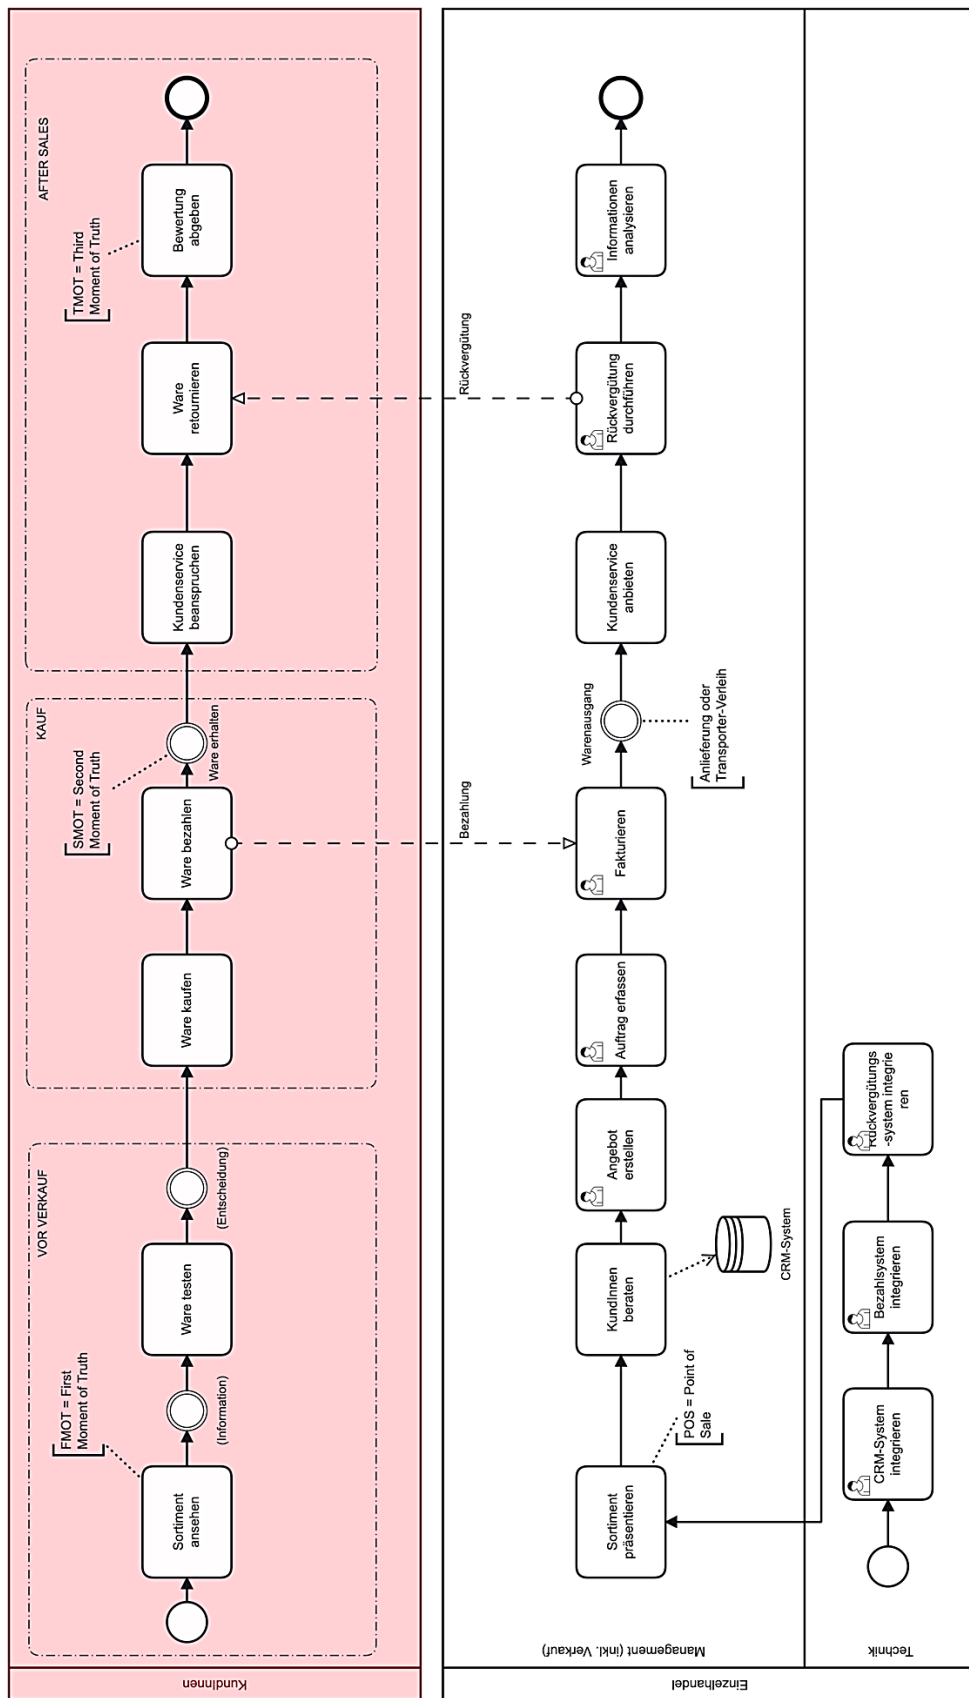 KundInnen
VOR VERKAUF
FMOT = First
Moment of Truth
Sortiment
ansehen
(Information)
Ware testen
(Entscheidung)
KAUF
Ware kaufen
SMOT = Second
Moment of Truth
Ware bezahlen
Ware erhalten
AFTER SALES
Kundenservice
beanspruchen
Ware
retournieren
TMOT = Third
Moment of Truth
Bewertung
abgeben
Bezahlung
Rückvergütung
Einzelhandel
Management (inkl. Verkauf)
Sortiment
präsentieren
POS = Point of
Sale
KundInnen
beraten
CRM-System
Angebot
erstellen
Auftrag erfassen
Fakturieren
Warenausgang
Anlieferung oder
Transporter-Verleih
Kundenservice
anbieten
Rückvergütung
durchführen
Informationen
analysieren
Technik
CRM-System
integrieren
Bezahlsystem
integrieren
Rückvergütungs
-system integrie
ren